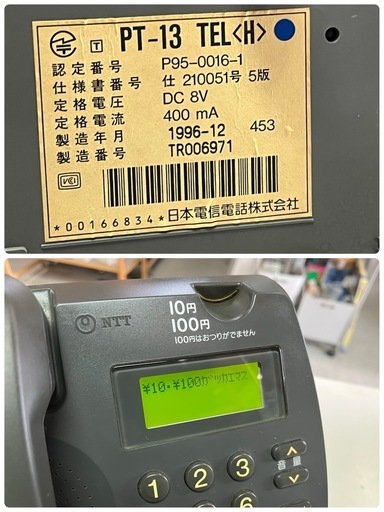 T PT-13 TEL<H>
認定番号 P95-0016-1
仕様書番号 仕 210051号 5版
定格電圧 DC 8V
定格電流 400 mA
製造年月 1996-12 453
製造番号 TR006971
VCI
*00166834* 日本電信電話株式会社
NTT
10円
100円
100円はおつりがでません
¥10・¥100ガツカエマス
音量
1 2 3
6